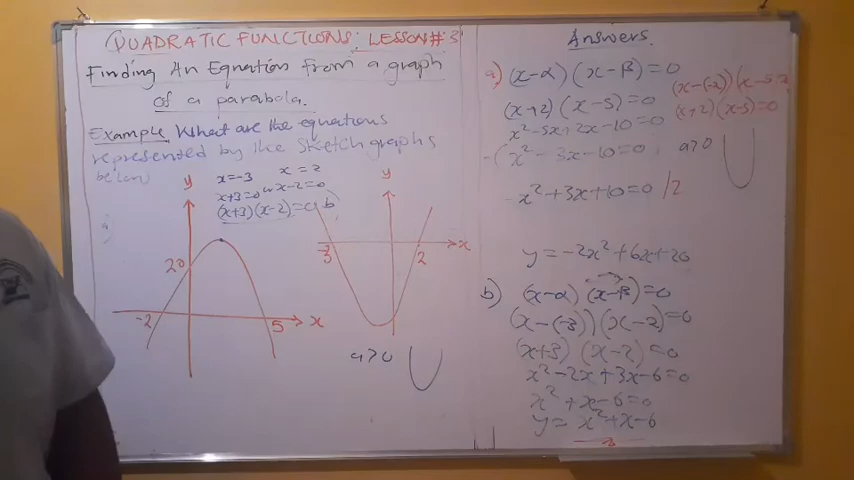 QUADRATIC FUNCTIONS: LESSON# 3
Finding An Equation from a graph
of a parabola.
Example What are the equations
represented by the sketch graphs
below
x=-3 x=2
x+3=0 or x-2=0
(x+3)(x-2)=0
a)
y
20
-2
5
x
b)
y
-3
2
x
a>0
Answers.
a) (x-α)(x-β)=0
(x-(-2))(x-5)
(x+2)(x-5)=0
(x+2)(x-5)=0
x²-5x+2x-10=0
-(x²-3x-10=0
a>0
-x²+3x+10=0 /2
y=-2x²+6x+20
b) (x-α)(x-β)=0
(x-(-3))(x-2)=0
(x+3)(x-2)=0
x²-2x+3x-6=0
x²+x-6=0
y=x²+x-6